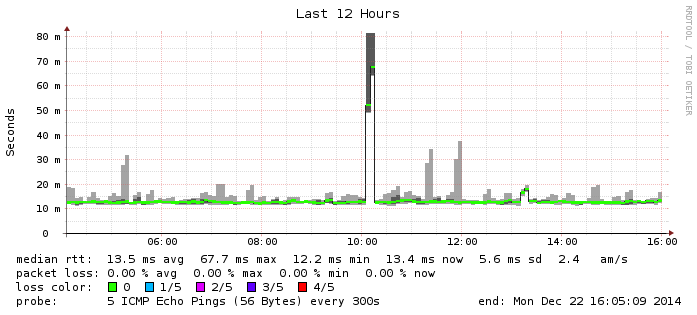 Last 12 Hours
RRDTOOL / TOBI OETIKER
Seconds
80 m
70 m
60 m
50 m
40 m
30 m
20 m
10 m
0
06:00 08:00 10:00 12:00 14:00 16:00
median rtt: 13.5 ms avg 67.7 ms max 12.2 ms min 13.4 ms now 5.6 ms sd 2.4 am/s
packet loss: 0.00 % avg 0.00 % max 0.00 % min 0.00 % now
loss color: 0 1/5 2/5 3/5 4/5
probe: 5 ICMP Echo Pings (56 Bytes) every 300s end: Mon Dec 22 16:05:09 2014